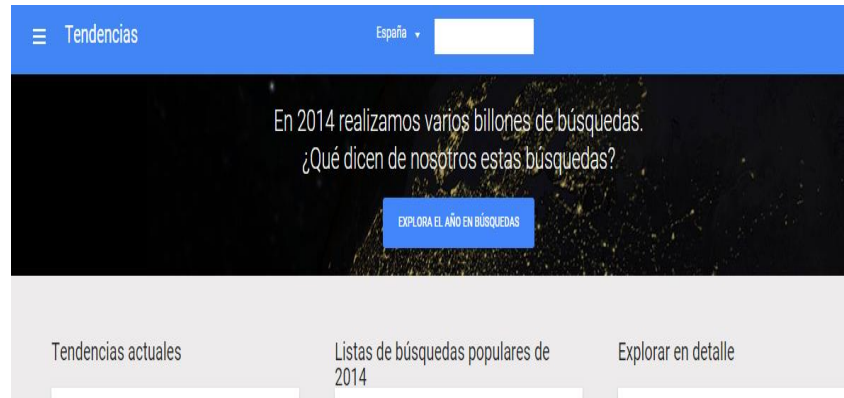 Tendencias
España
En 2014 realizamos varios billones de búsquedas.
¿Qué dicen de nosotros estas búsquedas?
EXPLORA EL AÑO EN BÚSQUEDAS
Tendencias actuales
Listas de búsquedas populares de
2014
Explorar en detalle